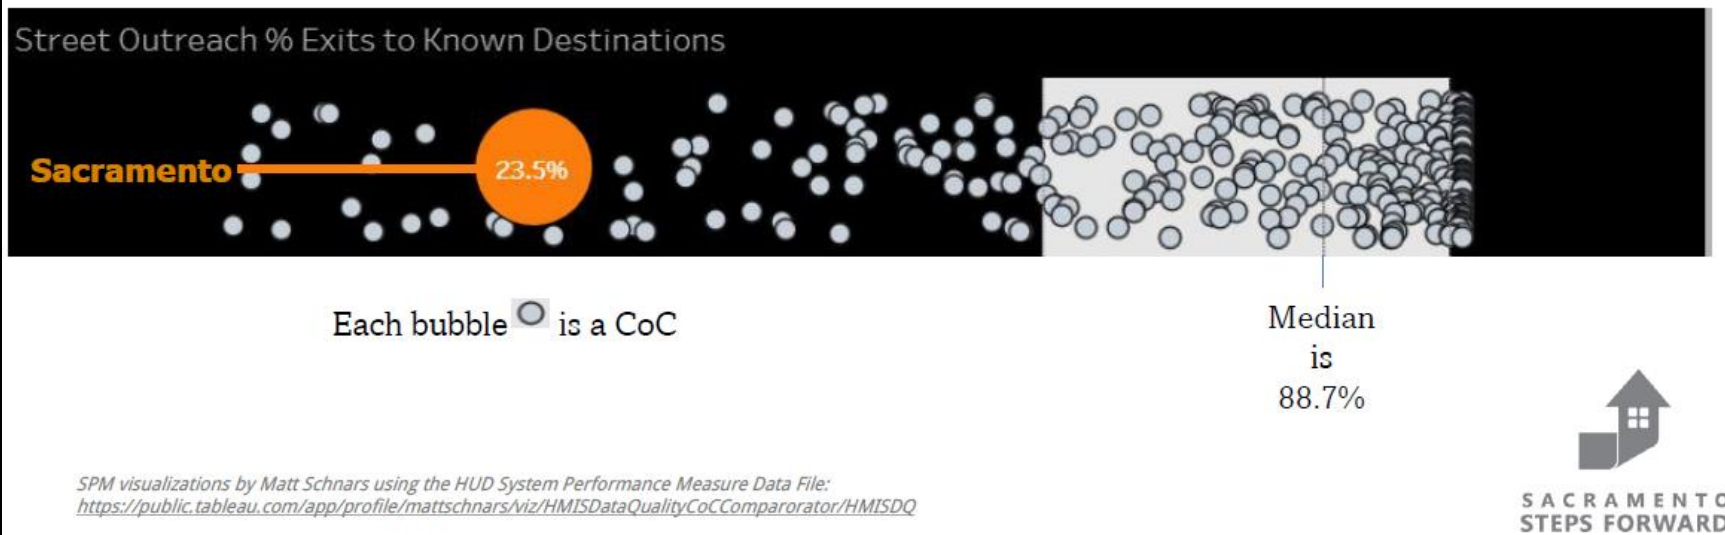 Street Outreach % Exits to Known Destinations
Sacramento
23.5%
Each bubble is a CoC
Median
is
88.7%
SPM visualizations by Matt Schnars using the HUD System Performance Measure Data File:
https://public.tableau.com/app/profile/mattschnars/viz/HMISDataQualityCoCComparorator/HMISDQ
SACRAMENTO
STEPS FORWARD